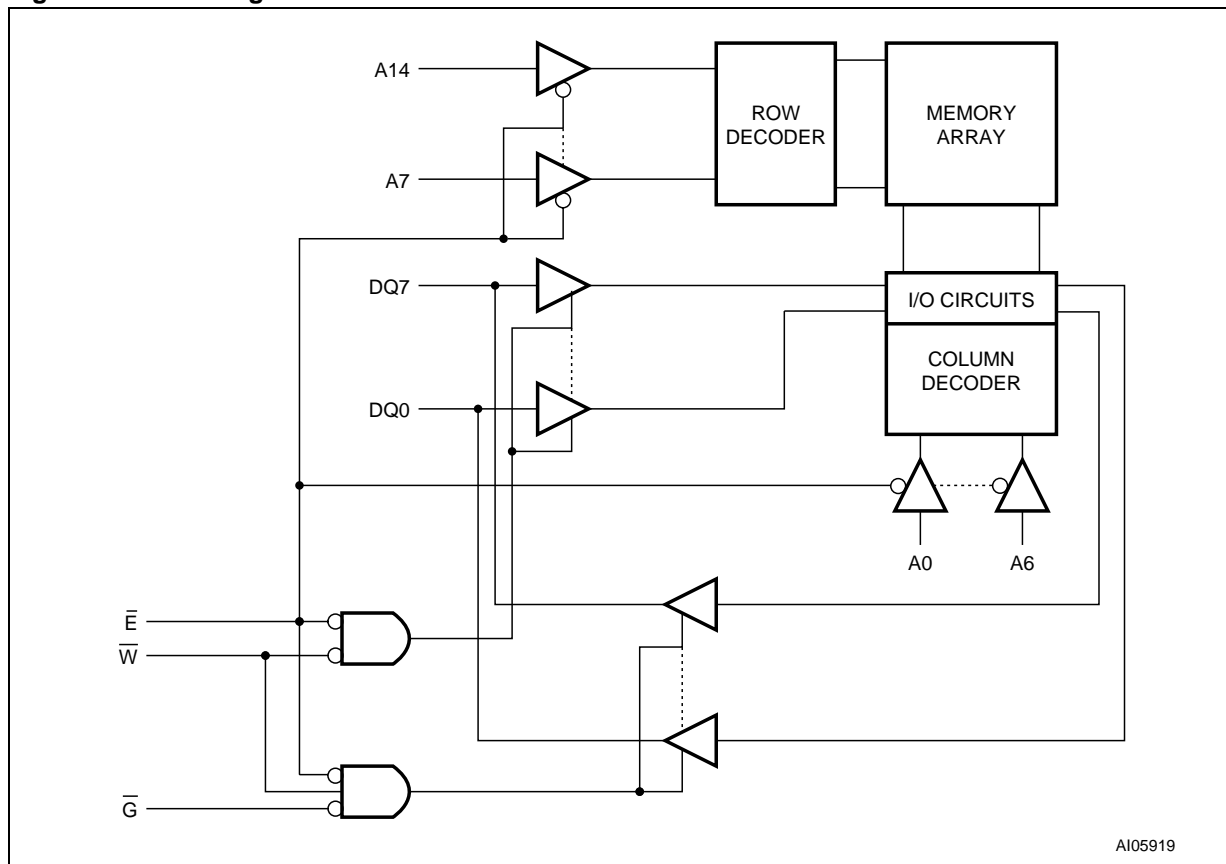 A14
ROW
DECODER
MEMORY
ARRAY
A7
DQ7
I/O CIRCUITS
COLUMN
DECODER
DQ0
A0
A6
E̅
W̅
G̅
AI05919